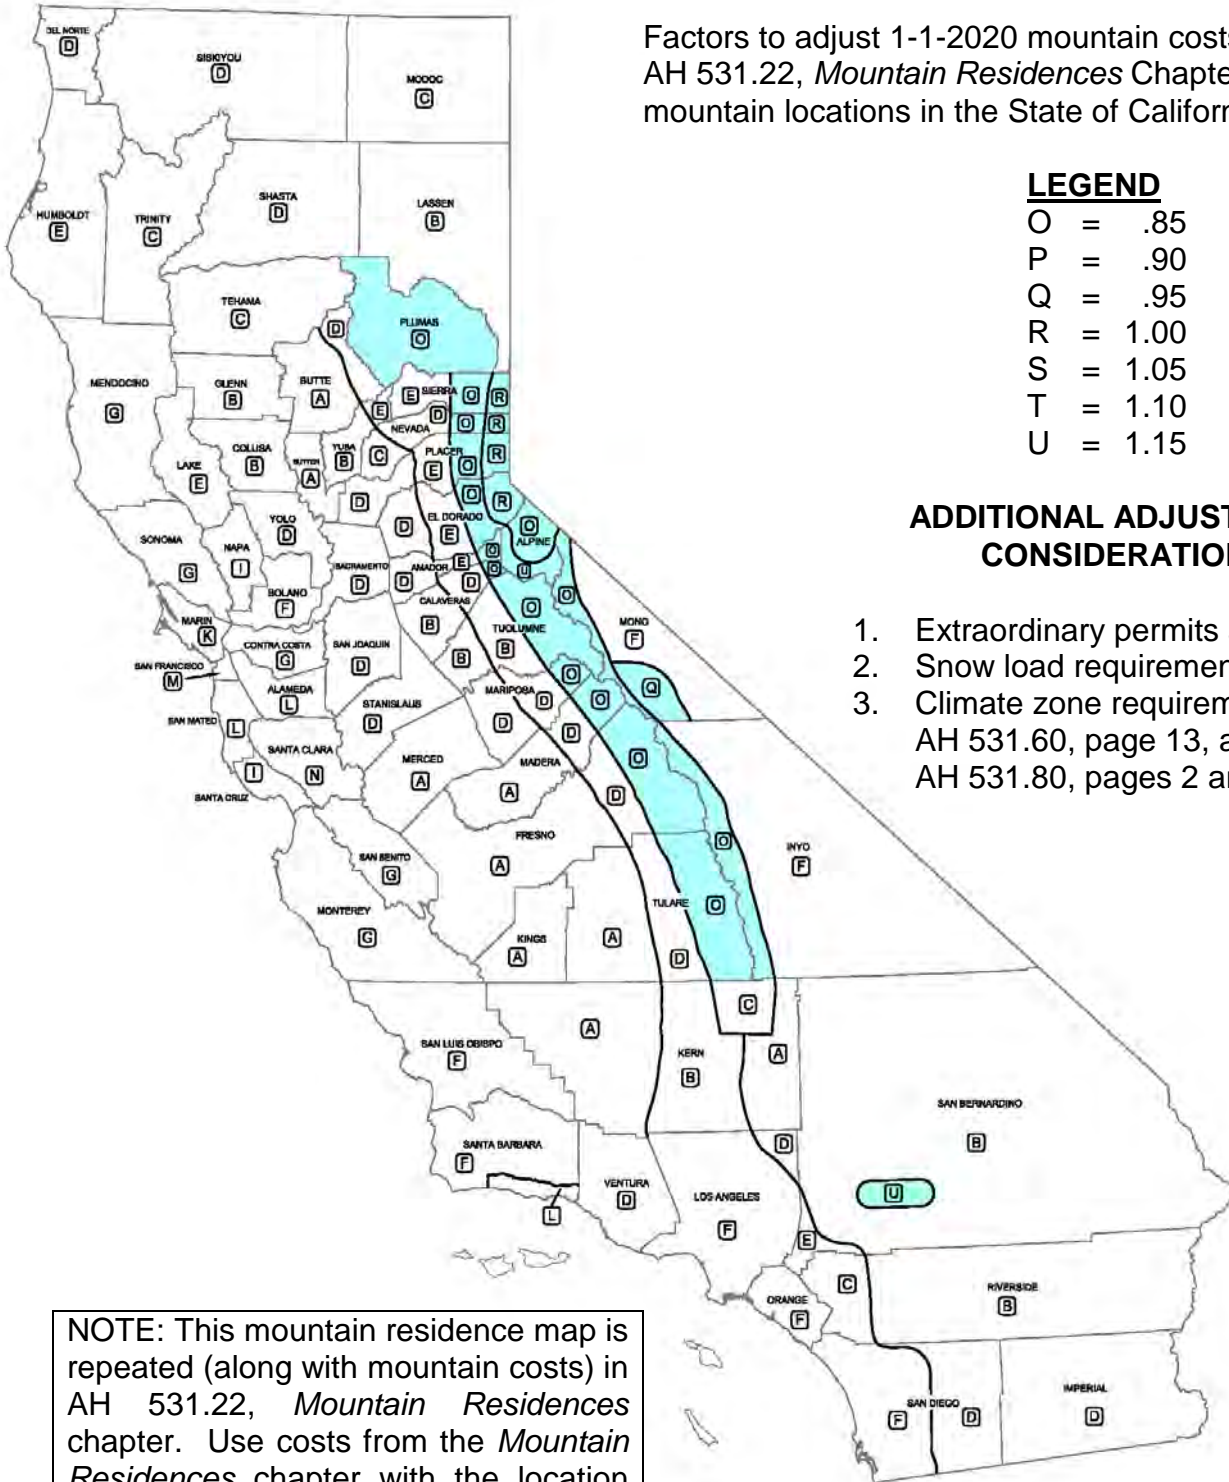 Factors to adjust 1-1-2020 mountain costs
AH 531.22, Mountain Residences Chapte
mountain locations in the State of Californ
LEGEND
O = .85
P = .90
Q = .95
R = 1.00
S = 1.05
T = 1.10
U = 1.15
ADDITIONAL ADJUST
CONSIDERATION
1. Extraordinary permits
2. Snow load requiremen
3. Climate zone requirem
AH 531.60, page 13, a
AH 531.80, pages 2 a
DEL NORTE
D
SISKIYOU
D
MODOC
C
HUMBOLDT
E
TRINITY
C
SHASTA
D
LASSEN
B
TEHAMA
C
D
PLUMAS
O
MENDOCINO
G
GLENN
B
BUTTE
A
E
E SIERRA O R
D O R
NEVADA
LAKE
E
COLUSA
B
SUTTER
A
YUBA
B
C
PLACER
E
O R
D
O R
SONOMA
G
NAPA
I
YOLO
D
D
EL DORADO
E
O
ALPINE
SACRAMENTO
D
AMADOR
D
E
D
O
O
U
O
BOLANO
F
MARIN
K
CALAVERAS
B
B
TUOLUMNE
B
O
MONO
F
CONTRA COSTA
G
SAN JOAQUIN
D
SAN FRANCISCO
M
ALAMEDA
L
STANISLAUS
D
MARIPOSA
D
D
O
O
Q
SAN MATEO
L
SANTA CLARA
N
I
SANTA CRUZ
MERCED
A
MADERA
A
D
D
O
FRESNO
A
O
INYO
F
SAN BENITO
G
MONTEREY
G
KINGS
A
A
TULARE
D
O
C
SAN LUIS OBISPO
F
A
KERN
B
A
SAN BERNARDINO
B
SANTA BARBARA
F
L
VENTURA
D
LOS ANGELES
F
D
U
E
C
ORANGE
F
RIVERSIDE
B
SAN DIEGO
F
D
IMPERIAL
D
NOTE: This mountain residence map is
repeated (along with mountain costs) in
AH 531.22, Mountain Residences
chapter. Use costs from the Mountain
Residences chapter with the location